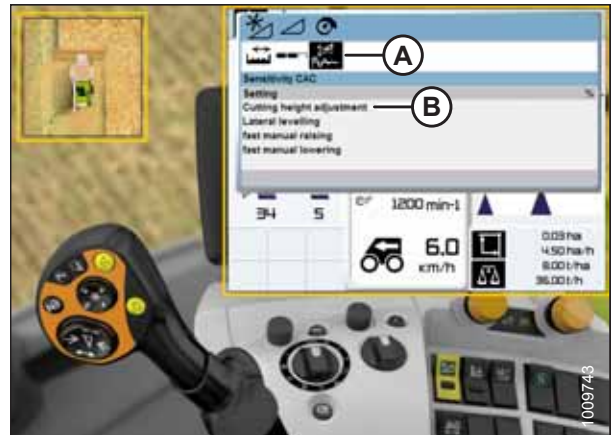 A
Sensitivity CAC
Setting %
Cutting height adjustment B
Lateral levelling
fast manual raising
fast manual lowering
34 5
1200 min-1
6.0
km/h
0.03 ha
4.50 ha/h
8.00 t/ha
36.00 t/h
1009743